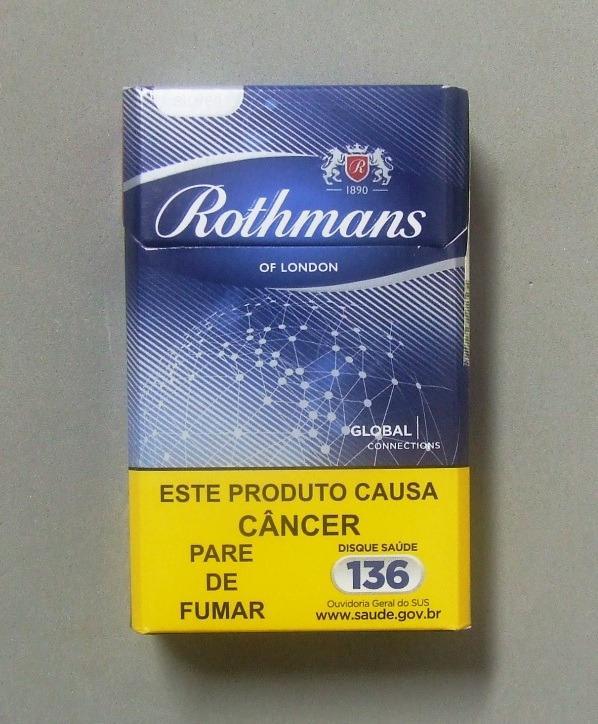 R
1890
Rothmans
OF LONDON
GLOBAL
CONNECTIONS
ESTE PRODUTO CAUSA
CÂNCER
PARE
DE
FUMAR
DISQUE SAÚDE
136
Ouvidoria Geral do SUS
www.saude.gov.br